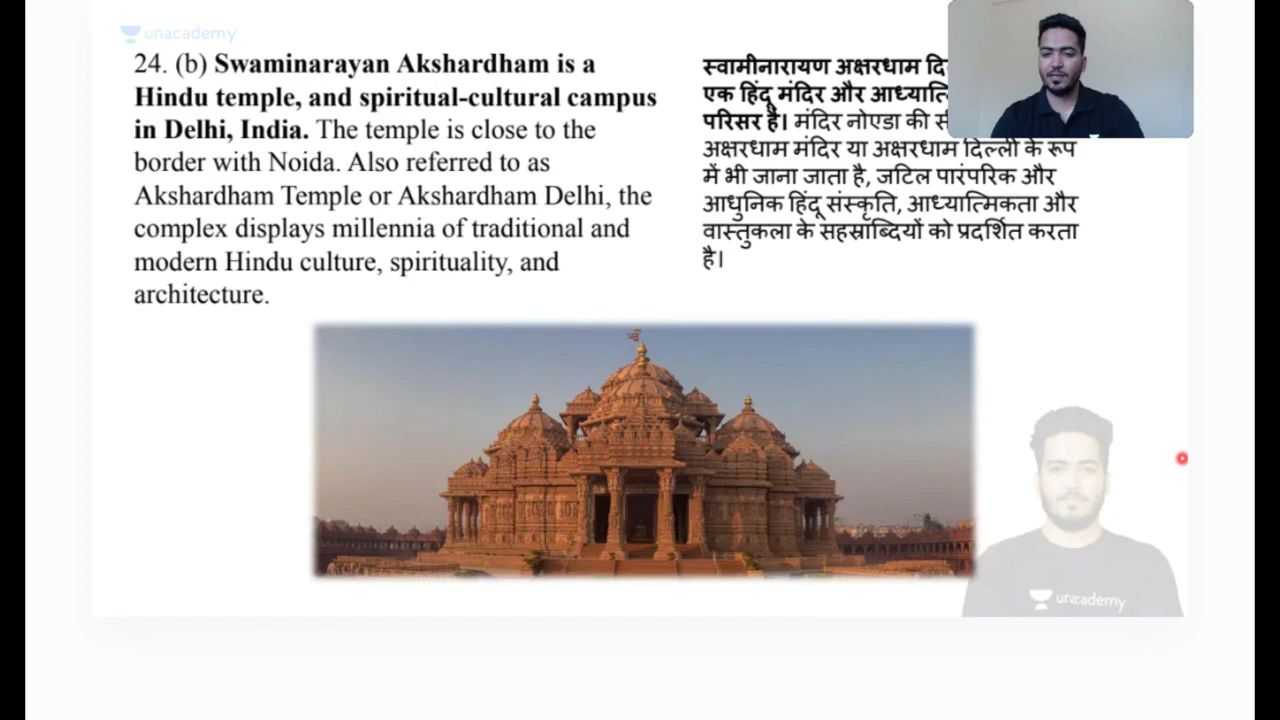 unacademy
24. (b) Swaminarayan Akshardham is a
Hindu temple, and spiritual-cultural campus
in Delhi, India. The temple is close to the
border with Noida. Also referred to as
Akshardham Temple or Akshardham Delhi, the
complex displays millennia of traditional and
modern Hindu culture, spirituality, and
architecture.
स्वामीनारायण अक्षरधाम
एक हिंदू मंदिर और
परिसर है। मंदिर नोएडा की
अक्षरधाम मंदिर या अक्षरधाम दिल्ली के रूप
में भी जाना जाता है, जटिल पारंपरिक और
आधुनिक हिंदू संस्कृति, आध्यात्मिकता और
वास्तुकला के सहस्राब्दियों को प्रदर्शित करता
है।
unacademy